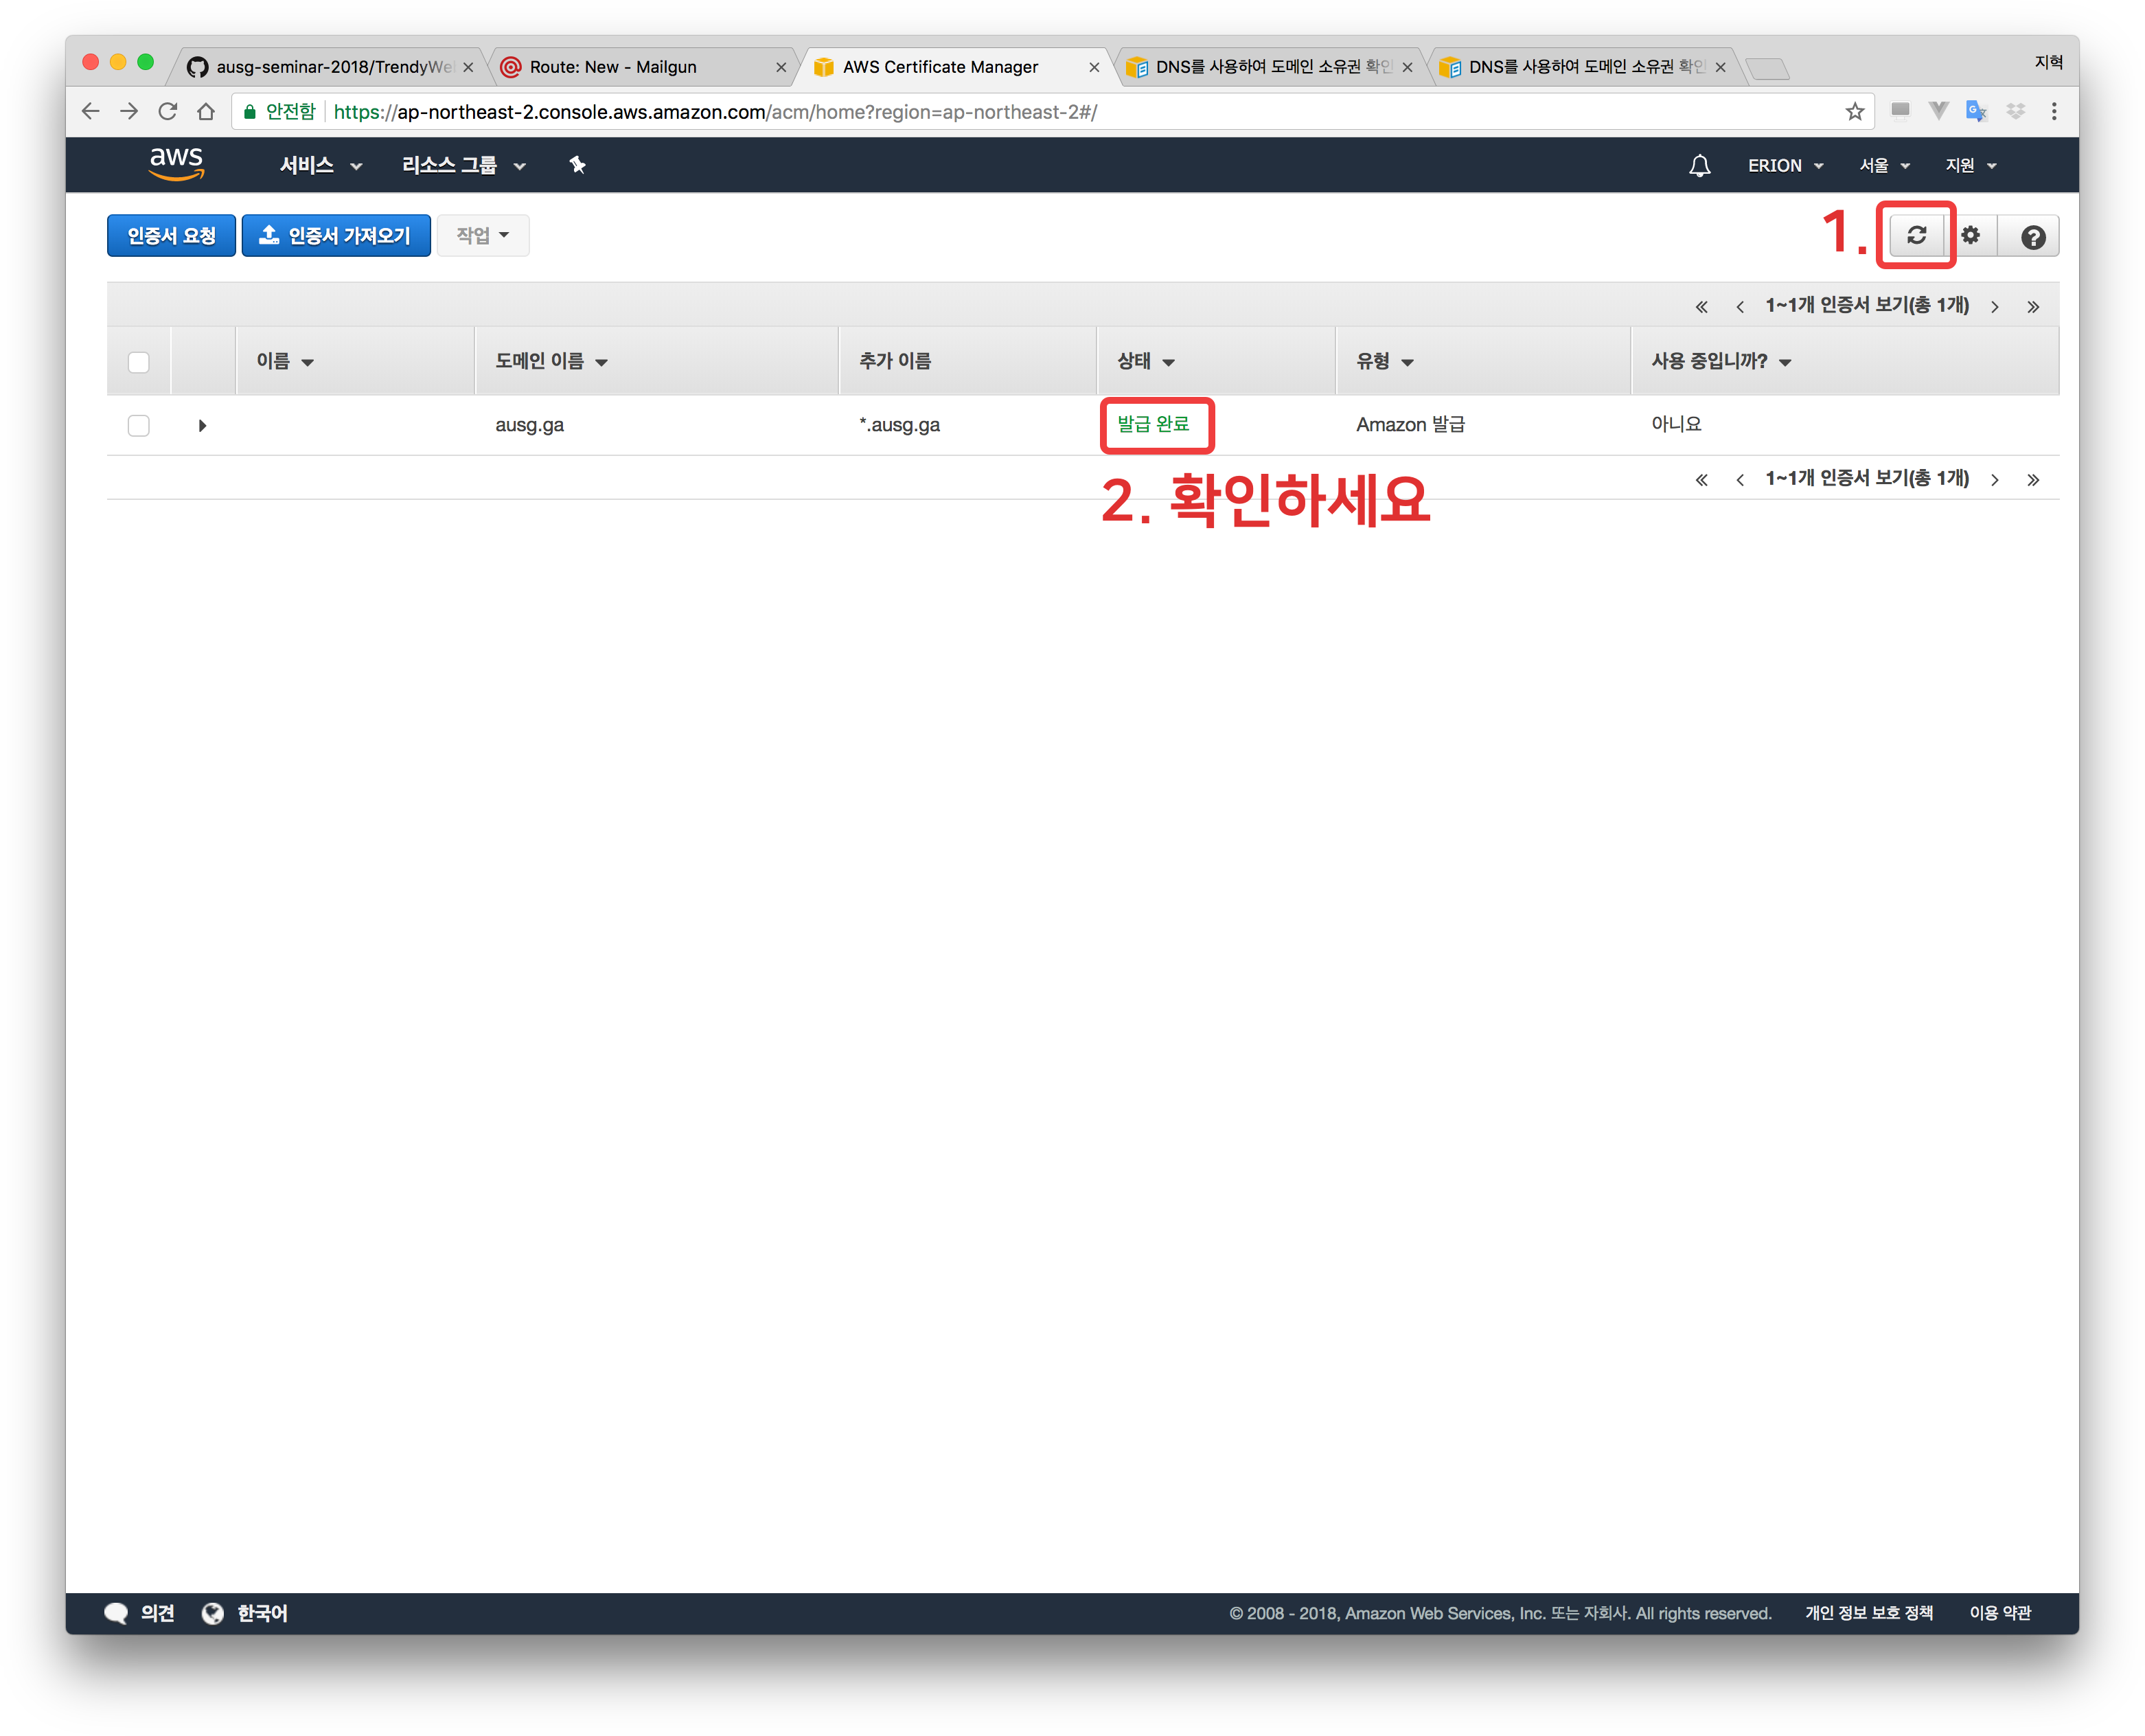 ausg-seminar-2018/TrendyWe
Route: New - Mailgun
AWS Certificate Manager
DNS를 사용하여 도메인 소유권 확인
DNS를 사용하여 도메인 소유권 확인
지혁
안전함
https://ap-northeast-2.console.aws.amazon.com/acm/home?region=ap-northeast-2#/
aws
서비스
리소스 그룹
ERION
서울
지원
인증서 요청
인증서 가져오기
작업
1.
1~1개 인증서 보기(총 1개)
이름
도메인 이름
추가 이름
상태
유형
사용 중입니까?
ausg.ga
*.ausg.ga
발급 완료
Amazon 발급
아니요
1~1개 인증서 보기(총 1개)
2. 확인하세요
의견
한국어
© 2008 - 2018, Amazon Web Services, Inc. 또는 자회사. All rights reserved.
개인 정보 보호 정책
이용 약관